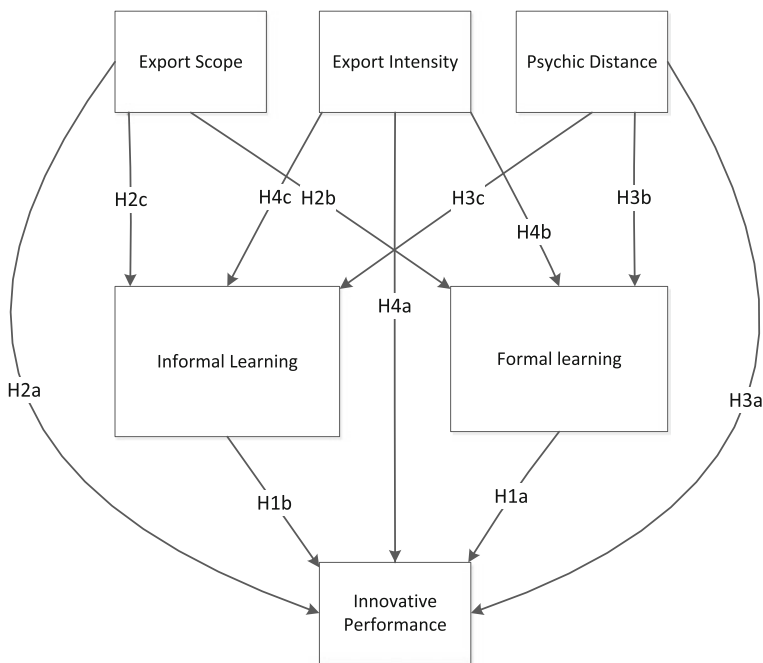 Export Scope
Export Intensity
Psychic Distance
H2c
H4c
H2b
H3c
H3b
H4b
H4a
Informal Learning
Formal learning
H2a
H3a
H1b
H1a
Innovative
Performance